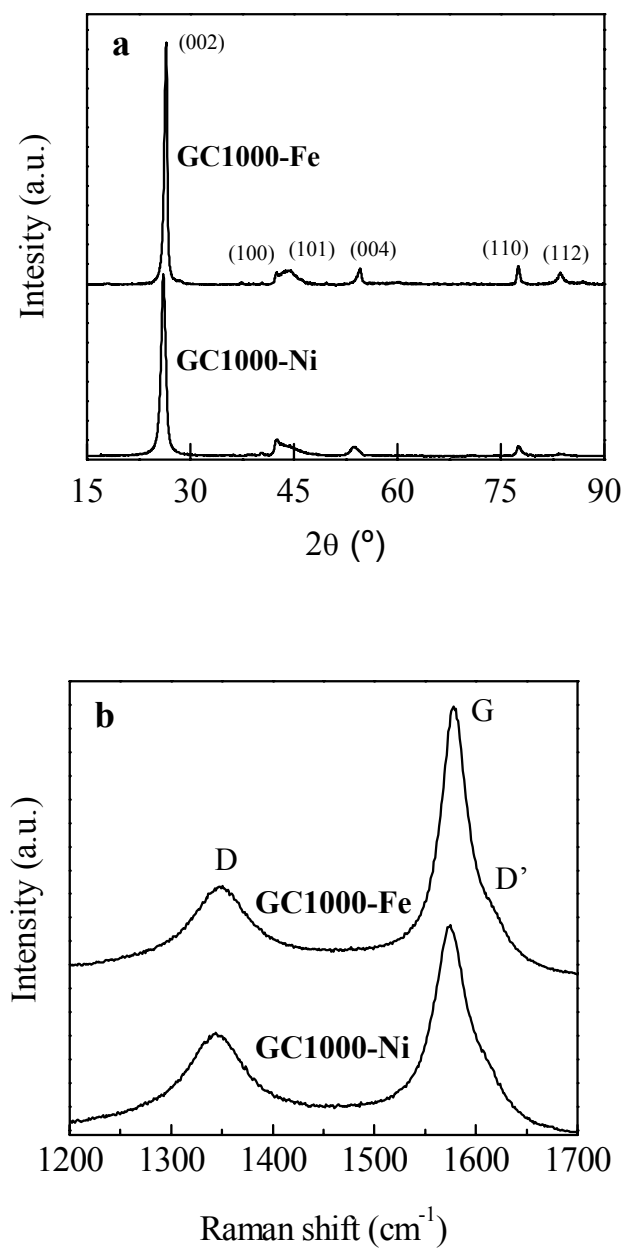 a
(002)
GC1000-Fe
(100) (101) (004) (110) (112)
GC1000-Ni
Intesity (a.u.)
15 30 45 60 75 90
2θ (º)
b
G
D
D’
GC1000-Fe
GC1000-Ni
Intensity (a.u.)
1200 1300 1400 1500 1600 1700
Raman shift (cm⁻¹)